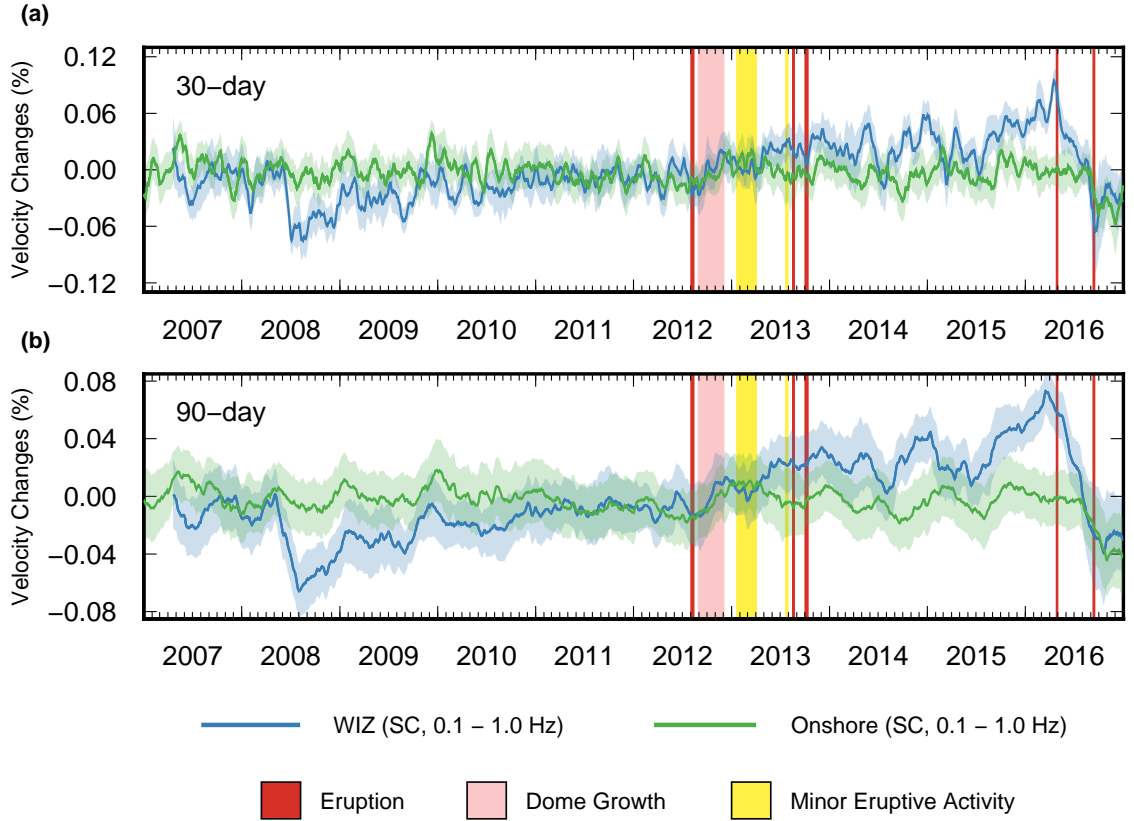 (a)
Velocity Changes (%)
0.12
0.06
0.00
−0.06
−0.12
30−day
2007 2008 2009 2010 2011 2012 2013 2014 2015 2016
(b)
Velocity Changes (%)
0.08
0.04
0.00
−0.04
−0.08
90−day
2007 2008 2009 2010 2011 2012 2013 2014 2015 2016
WIZ (SC, 0.1 − 1.0 Hz) Onshore (SC, 0.1 − 1.0 Hz)
Eruption Dome Growth Minor Eruptive Activity